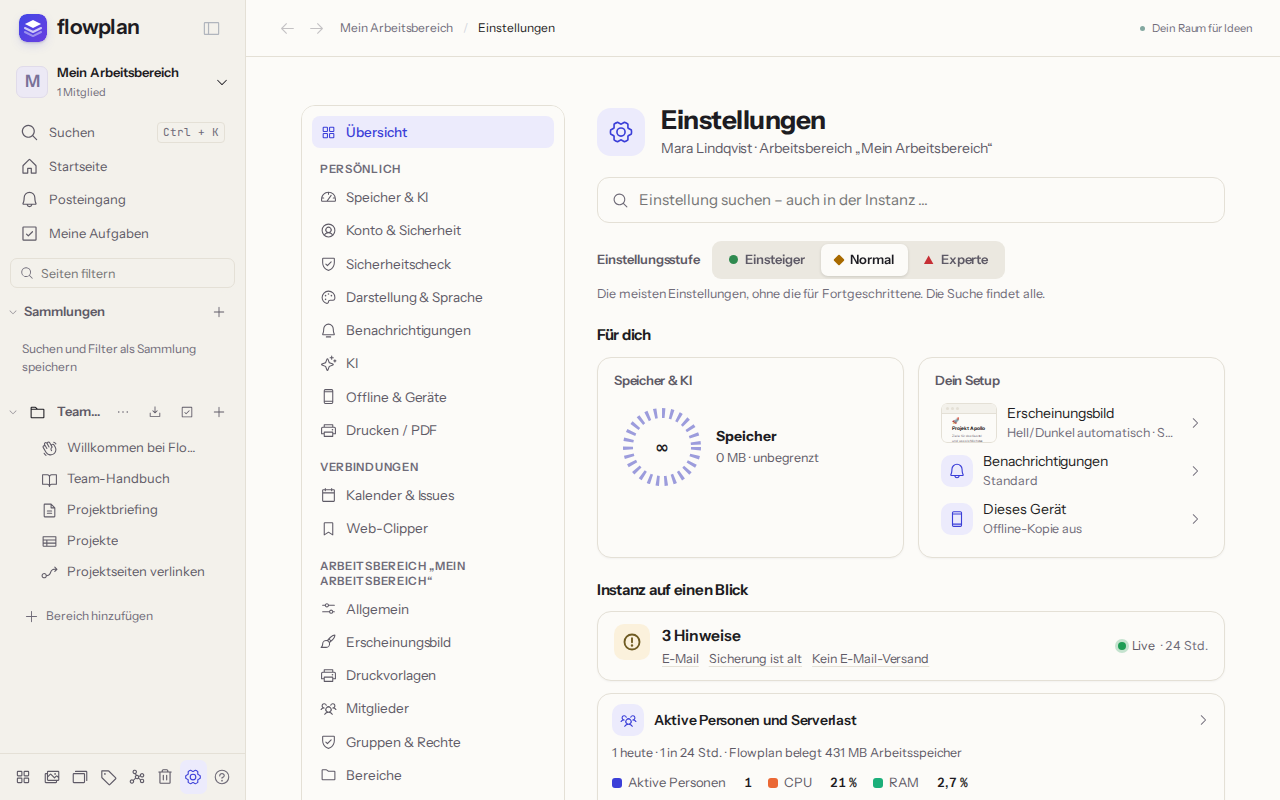 flowplan
M
Mein Arbeitsbereich
1 Mitglied
Suchen
Ctrl + K
Startseite
Posteingang
Meine Aufgaben
Seiten filtern
Sammlungen
Suchen und Filter als Sammlung
speichern
Team...
Willkommen bei Flo...
Team-Handbuch
Projektbriefing
Projekte
Projektseiten verlinken
Bereich hinzufügen
Mein Arbeitsbereich / Einstellungen
Dein Raum für Ideen
Übersicht
PERSÖNLICH
Speicher & KI
Konto & Sicherheit
Sicherheitscheck
Darstellung & Sprache
Benachrichtigungen
KI
Offline & Geräte
Drucken / PDF
VERBINDUNGEN
Kalender & Issues
Web-Clipper
ARBEITSBEREICH „MEIN
ARBEITSBEREICH“
Allgemein
Erscheinungsbild
Druckvorlagen
Mitglieder
Gruppen & Rechte
Bereiche
Einstellungen
Mara Lindqvist · Arbeitsbereich „Mein Arbeitsbereich“
Einstellung suchen – auch in der Instanz ...
Einstellungsstufe
Einsteiger
Normal
Experte
Die meisten Einstellungen, ohne die für Fortgeschrittene. Die Suche findet alle.
Für dich
Speicher & KI
∞
Speicher
0 MB · unbegrenzt
Dein Setup
Projekt Apollo
Erscheinungsbild
Hell/Dunkel automatisch · S...
Benachrichtigungen
Standard
Dieses Gerät
Offline-Kopie aus
Instanz auf einen Blick
3 Hinweise
E-Mail Sicherung ist alt Kein E-Mail-Versand
Live · 24 Std.
Aktive Personen und Serverlast
1 heute · 1 in 24 Std. · Flowplan belegt 431 MB Arbeitsspeicher
Aktive Personen 1 CPU 21 % RAM 2,7 %